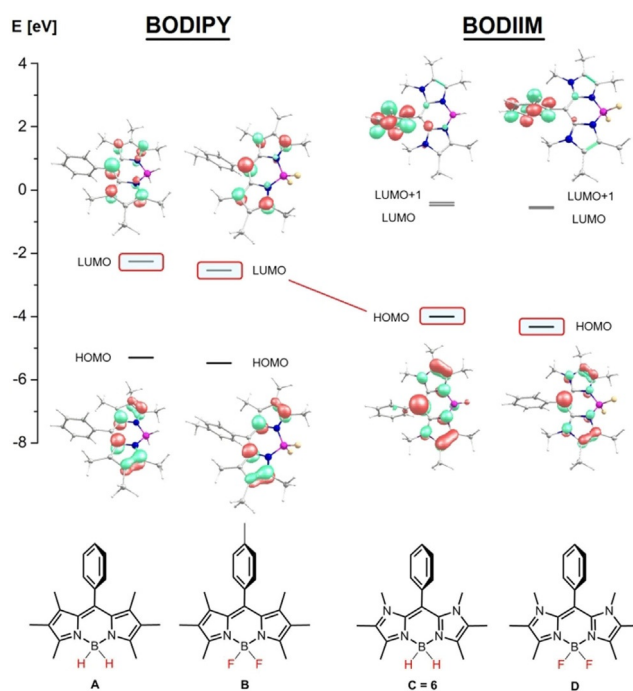 E [eV]
BODIPY
BODIIM
4
2
0
-2
-4
-6
-8
LUMO
LUMO
LUMO+1
LUMO
LUMO+1
LUMO
HOMO
HOMO
HOMO
HOMO
N N
B
H H
A
N N
B
F F
B
N N
N N
B
H H
C = 6
N N
N N
B
F F
D